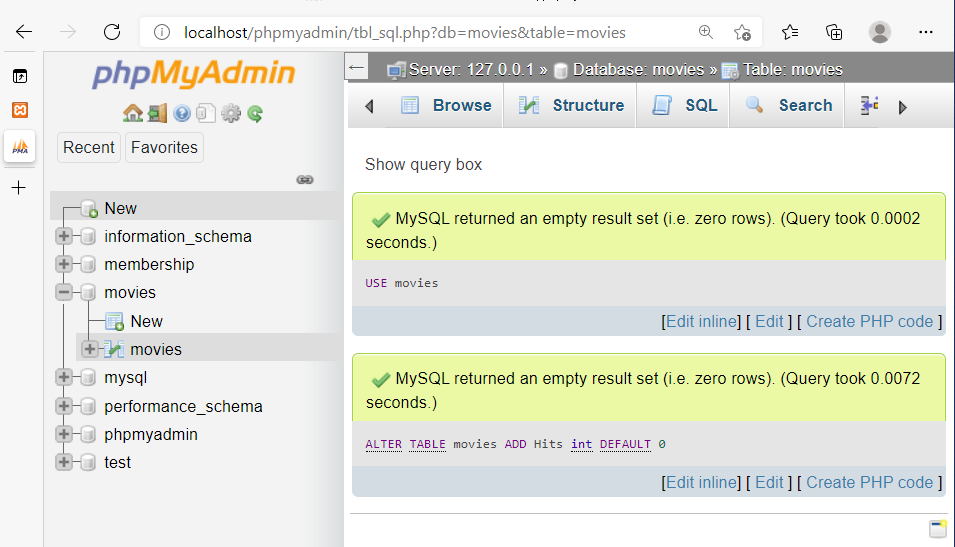 localhost/phpmyadmin/tbl_sql.php?db=movies&table=movies
phpMyAdmin
Server: 127.0.0.1 » Database: movies » Table: movies
Browse Structure SQL Search
PMA
Recent Favorites
Show query box
New
information_schema
membership
movies
New
movies
mysql
performance_schema
phpmyadmin
test
MySQL returned an empty result set (i.e. zero rows). (Query took 0.0002
seconds.)
USE movies
[Edit inline] [ Edit ] [ Create PHP code ]
MySQL returned an empty result set (i.e. zero rows). (Query took 0.0072
seconds.)
ALTER TABLE movies ADD Hits int DEFAULT 0
[Edit inline] [ Edit ] [ Create PHP code ]